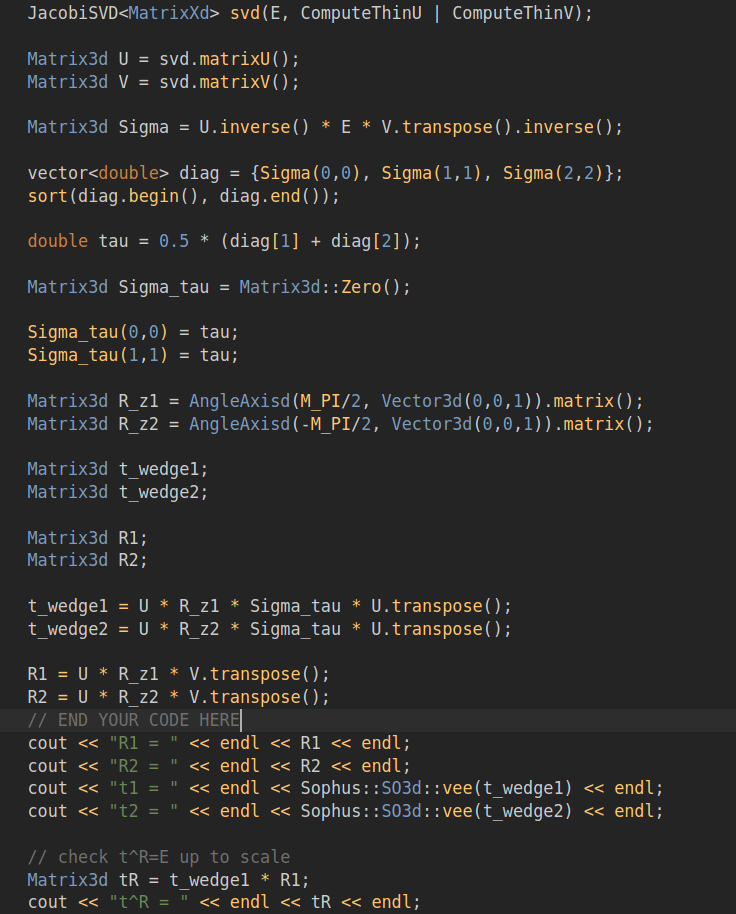 JacobiSVD<MatrixXd> svd(E, ComputeThinU | ComputeThinV);
Matrix3d U = svd.matrixU();
Matrix3d V = svd.matrixV();
Matrix3d Sigma = U.inverse() * E * V.transpose().inverse();
vector<double> diag = {Sigma(0,0), Sigma(1,1), Sigma(2,2)};
sort(diag.begin(), diag.end());
double tau = 0.5 * (diag[1] + diag[2]);
Matrix3d Sigma_tau = Matrix3d::Zero();
Sigma_tau(0,0) = tau;
Sigma_tau(1,1) = tau;
Matrix3d R_z1 = AngleAxisd(M_PI/2, Vector3d(0,0,1)).matrix();
Matrix3d R_z2 = AngleAxisd(-M_PI/2, Vector3d(0,0,1)).matrix();
Matrix3d t_wedge1;
Matrix3d t_wedge2;
Matrix3d R1;
Matrix3d R2;
t_wedge1 = U * R_z1 * Sigma_tau * U.transpose();
t_wedge2 = U * R_z2 * Sigma_tau * U.transpose();
R1 = U * R_z1 * V.transpose();
R2 = U * R_z2 * V.transpose();
// END YOUR CODE HERE
cout << "R1 = " << endl << R1 << endl;
cout << "R2 = " << endl << R2 << endl;
cout << "t1 = " << endl << Sophus::SO3d::vee(t_wedge1) << endl;
cout << "t2 = " << endl << Sophus::SO3d::vee(t_wedge2) << endl;
// check t^R=E up to scale
Matrix3d tR = t_wedge1 * R1;
cout << "t^R = " << endl << tR << endl;